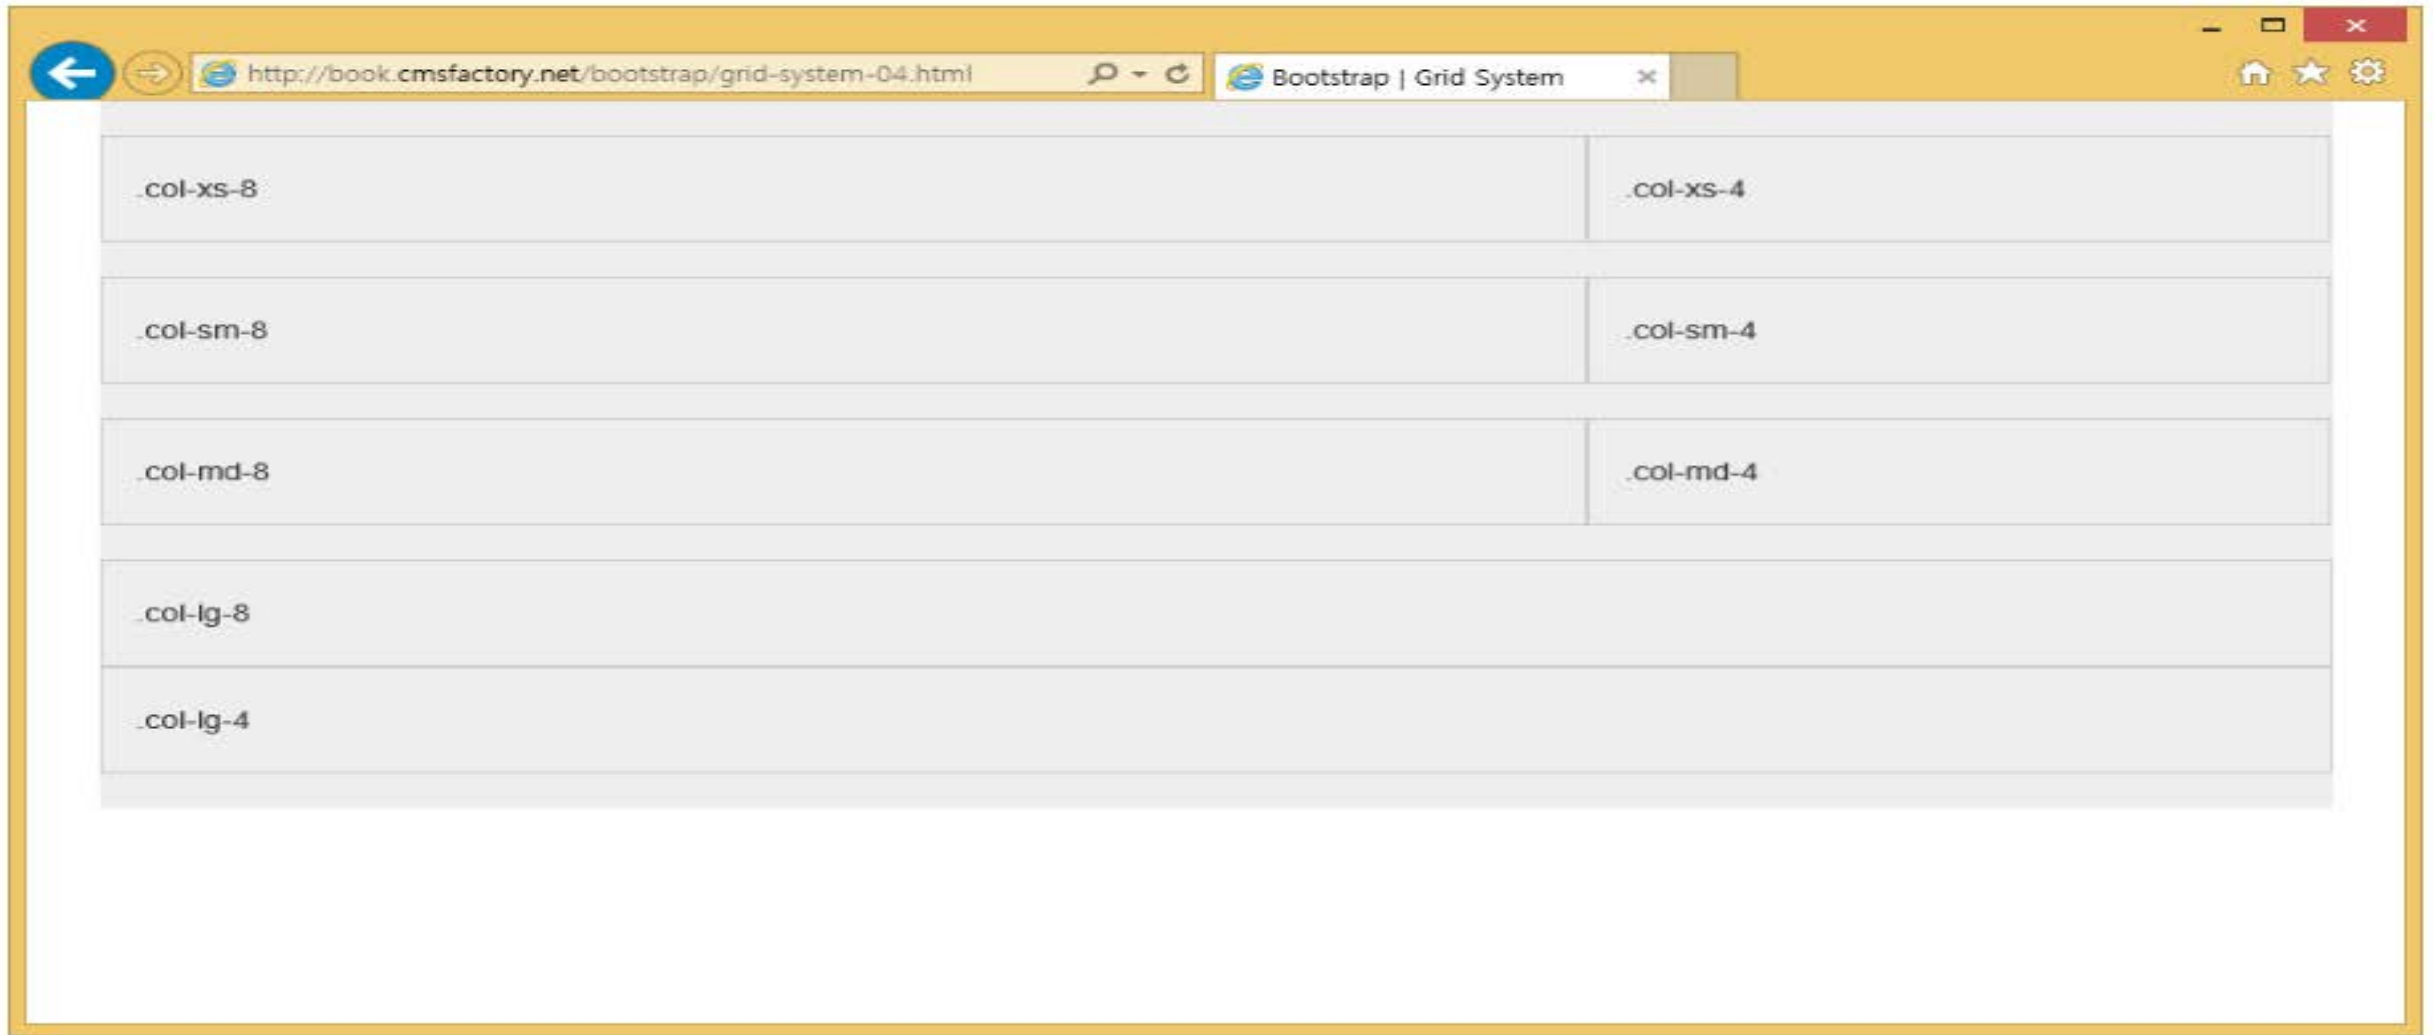 http://book.cmsfactory.net/bootstrap/grid-system-04.html
Bootstrap | Grid System
.col-xs-8 .col-xs-4
.col-sm-8 .col-sm-4
.col-md-8 .col-md-4
.col-lg-8
.col-lg-4